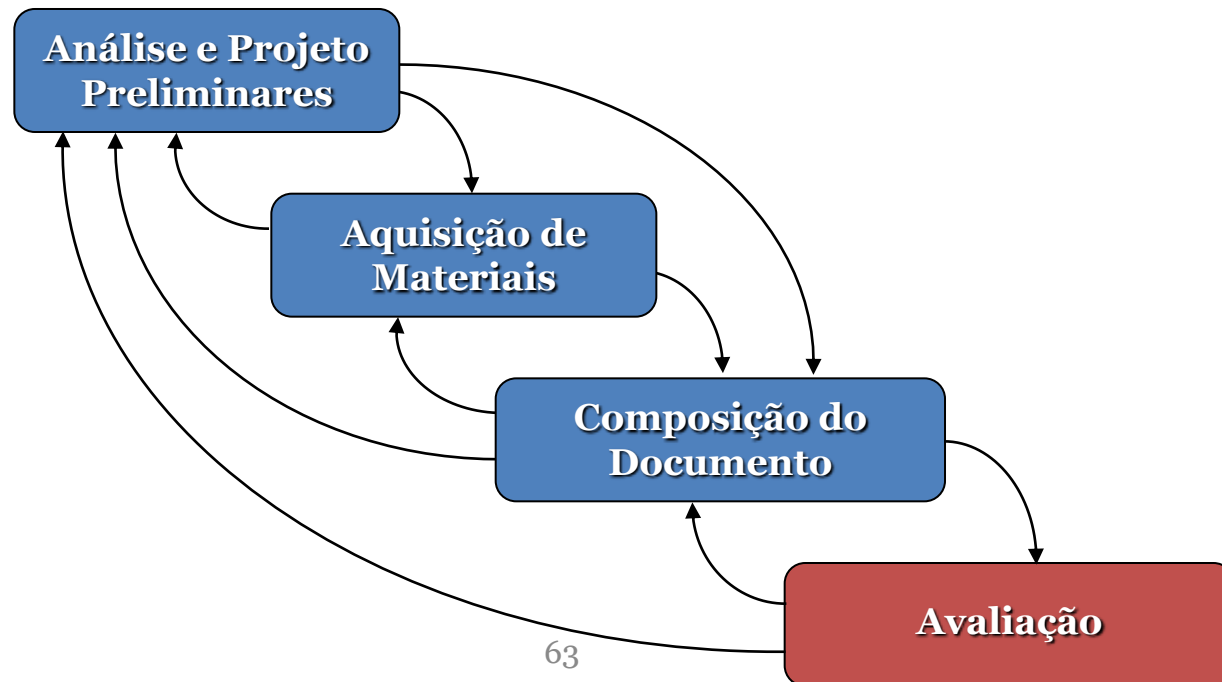 Análise e Projeto
Preliminares
Aquisição de
Materiais
Composição do
Documento
Avaliação
63